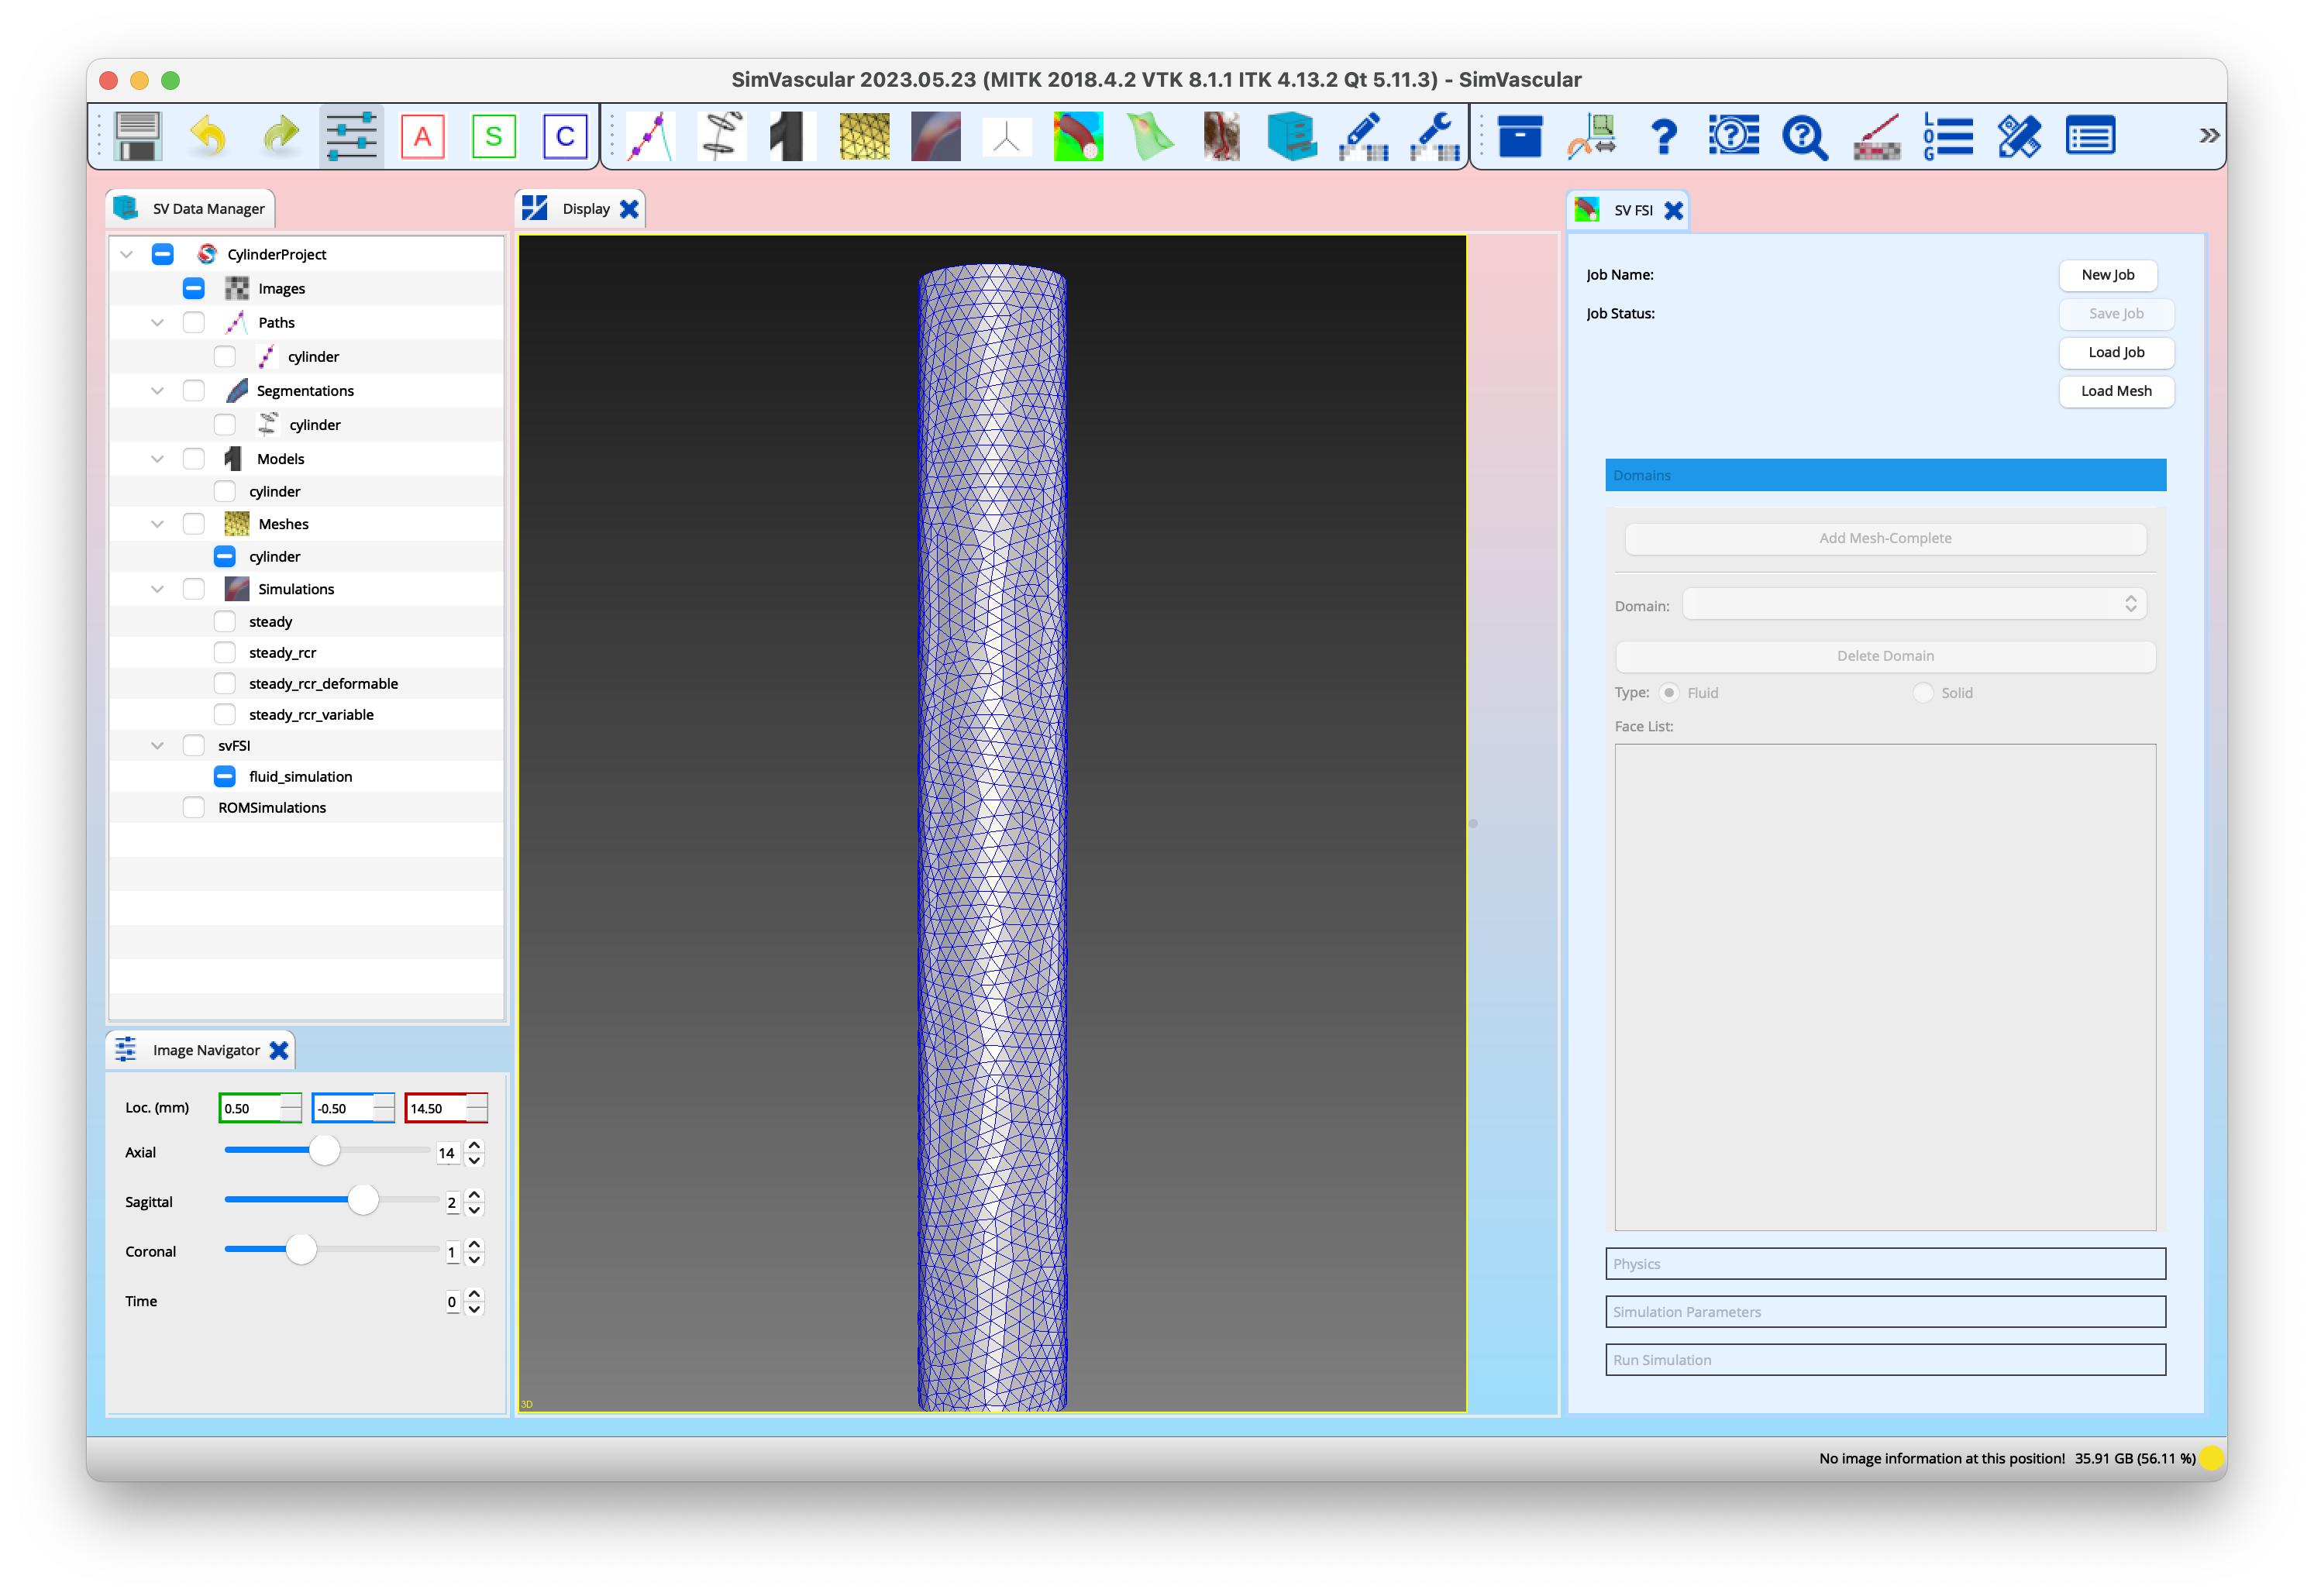 SimVascular 2023.05.23 (MITK 2018.4.2 VTK 8.1.1 ITK 4.13.2 Qt 5.11.3) - SimVascular
A S C LOG »
SV Data Manager
CylinderProject
Images
Paths
cylinder
Segmentations
cylinder
Models
cylinder
Meshes
cylinder
Simulations
steady
steady_rcr
steady_rcr_deformable
steady_rcr_variable
svFSI
fluid_simulation
ROMSimulations
Image Navigator
Loc. (mm) 0.50 -0.50 14.50
Axial 14
Sagittal 2
Coronal 1
Time 0
Display
3D
SV FSI
Job Name: New Job
Job Status: Save Job
Load Job
Load Mesh
Domains
Add Mesh-Complete
Domain:
Delete Domain
Type: Fluid Solid
Face List:
Physics
Simulation Parameters
Run Simulation
No image information at this position! 35.91 GB (56.11 %)